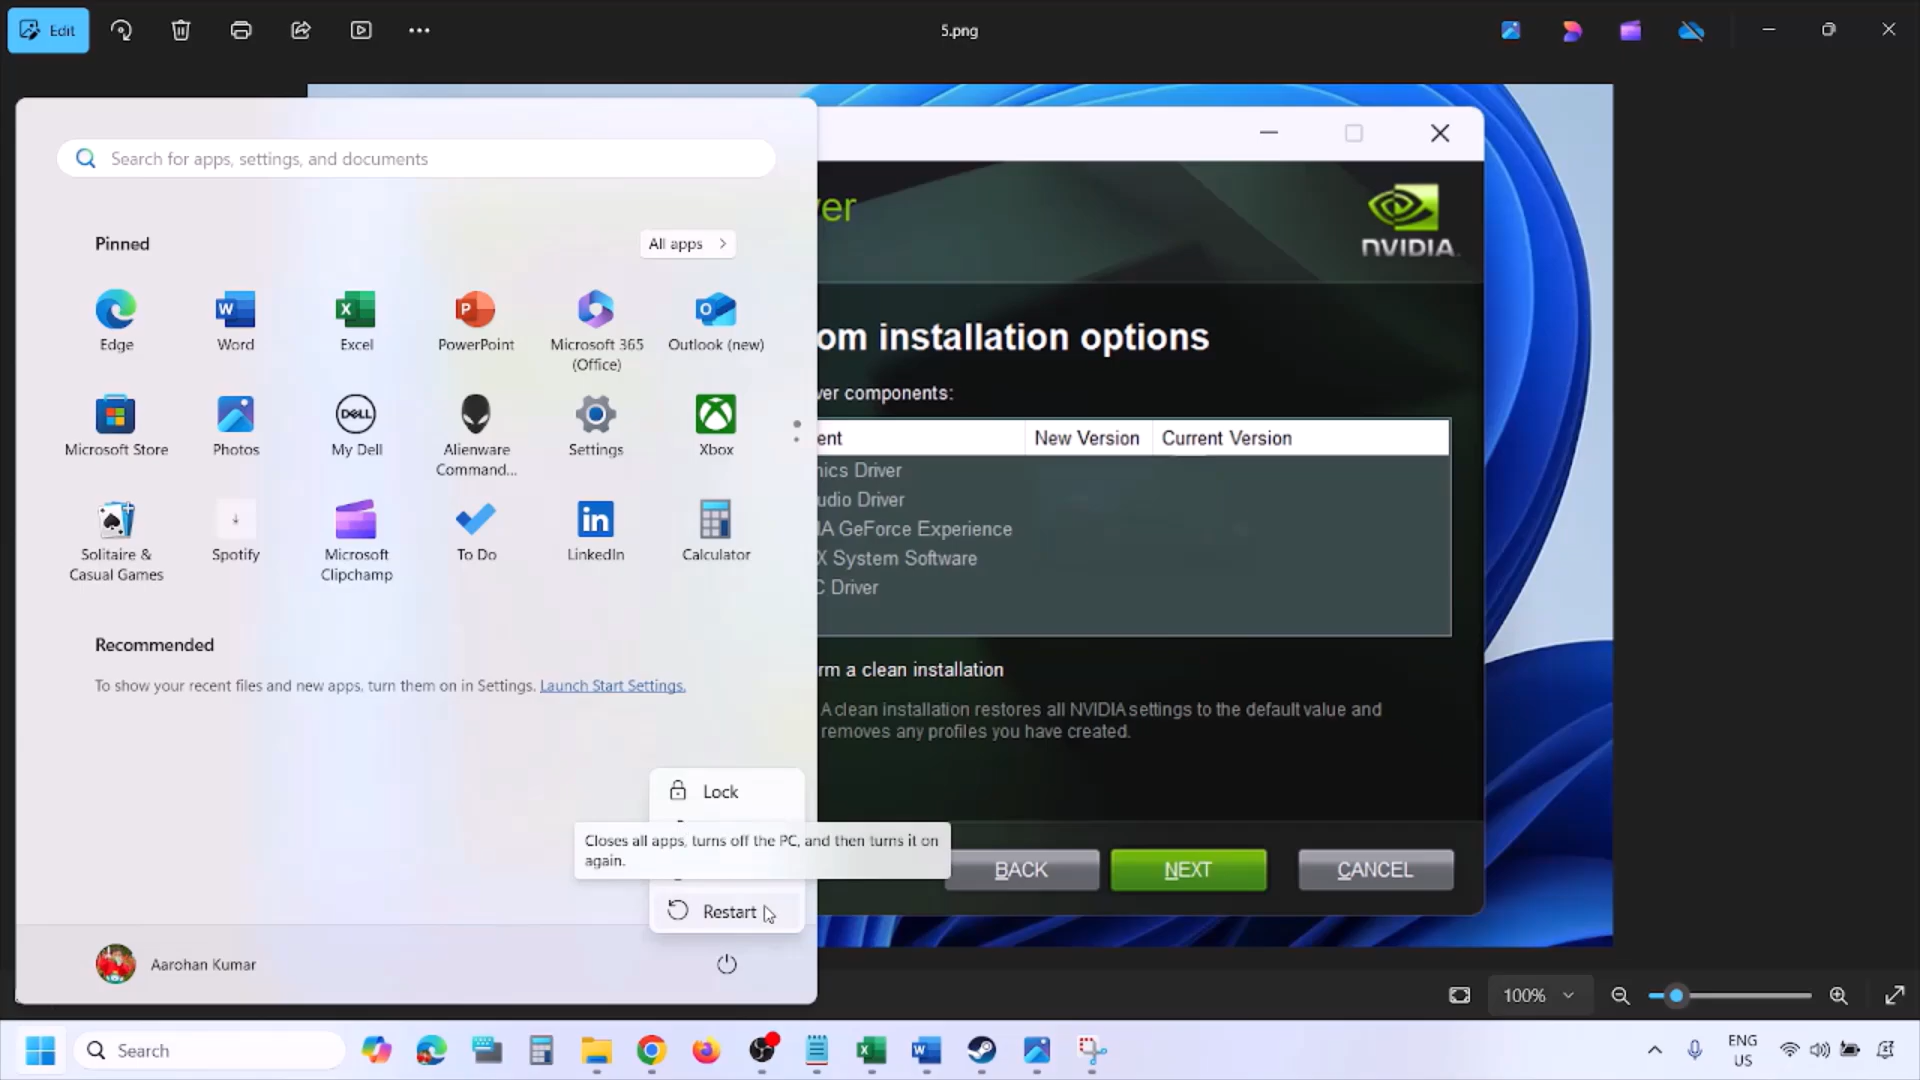 Edit
5.png
Search for apps, settings, and documents
Pinned
All apps
Edge
Word
Excel
PowerPoint
Microsoft 365
(Office)
Outlook (new)
Microsoft Store
Photos
DELL
My Dell
Alienware
Command...
Settings
Xbox
Solitaire &
Casual Games
Spotify
Microsoft
Clipchamp
To Do
LinkedIn
Calculator
Recommended
To show your recent files and new apps, turn them on in Settings. Launch Start Settings.
Lock
Closes all apps, turns off the PC, and then turns it on
again.
Restart
Aarohan Kumar
ver
NVIDIA
om installation options
ver components:
ent
New Version
Current Version
nics Driver
udio Driver
IA GeForce Experience
X System Software
C Driver
rm a clean installation
A clean installation restores all NVIDIA settings to the default value and
removes any profiles you have created.
BACK
NEXT
CANCEL
100%
Search
ENG
US